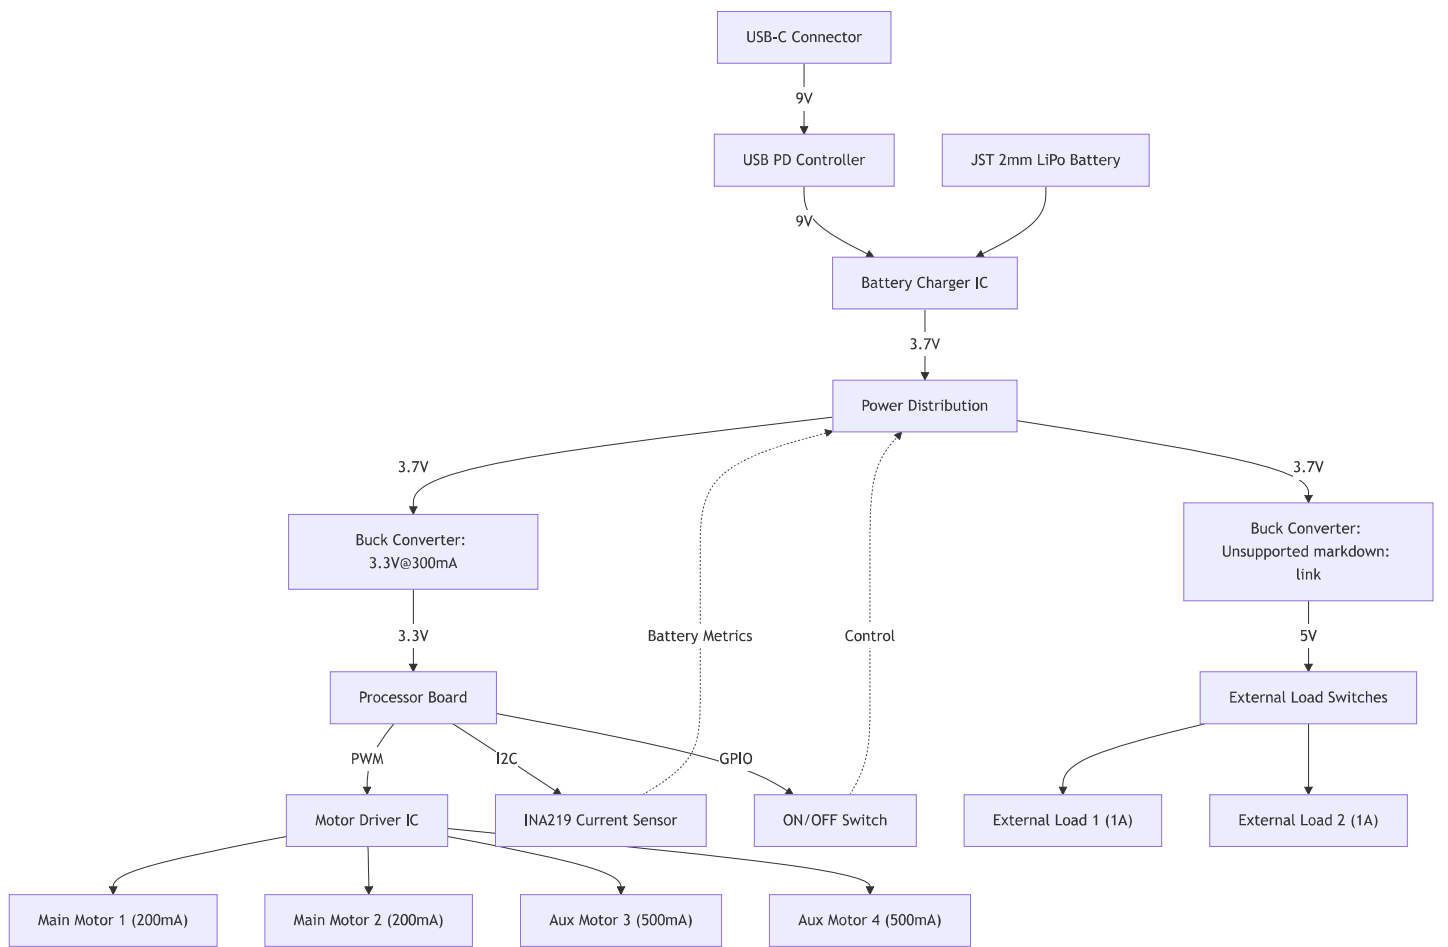 USB-C Connector
9V
USB PD Controller
JST 2mm LiPo Battery
9V
Battery Charger IC
3.7V
Power Distribution
3.7V
3.7V
Buck Converter:
3.3V@300mA
Buck Converter:
Unsupported markdown:
link
3.3V
Battery Metrics
Control
5V
Processor Board
External Load Switches
PWM
I2C
GPIO
Motor Driver IC
INA219 Current Sensor
ON/OFF Switch
External Load 1 (1A)
External Load 2 (1A)
Main Motor 1 (200mA)
Main Motor 2 (200mA)
Aux Motor 3 (500mA)
Aux Motor 4 (500mA)